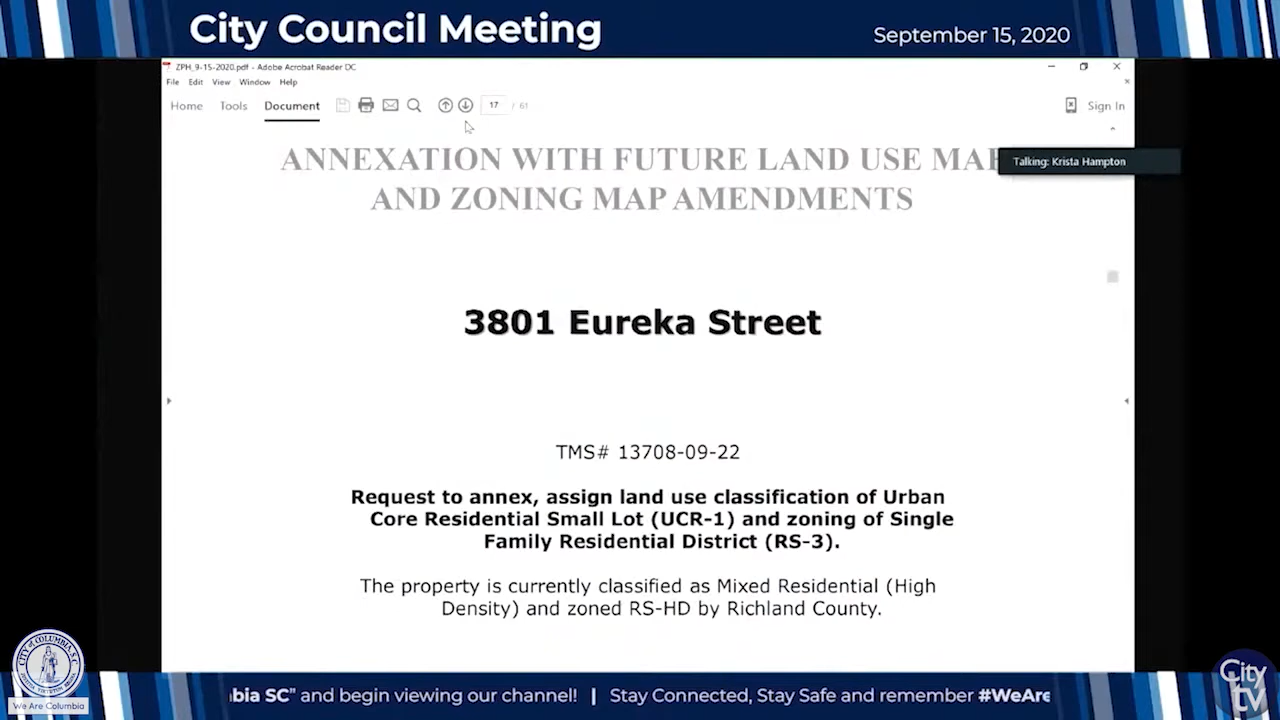 City Council Meeting
September 15, 2020
ZPH_9-15-2020.pdf - Adobe Acrobat Reader DC
File Edit View Window Help
Home Tools Document 17 / 61 Sign In
ANNEXATION WITH FUTURE LAND USE MAP
Talking: Krista Hampton
AND ZONING MAP AMENDMENTS
3801 Eureka Street
TMS# 13708-09-22
Request to annex, assign land use classification of Urban
Core Residential Small Lot (UCR-1) and zoning of Single
Family Residential District (RS-3).
The property is currently classified as Mixed Residential (High
Density) and zoned RS-HD by Richland County.
CITY OF COLUMBIA, S.C.
We Are Columbia
bia SC" and begin viewing our channel! | Stay Connected, Stay Safe and remember #WeAre
City
tv